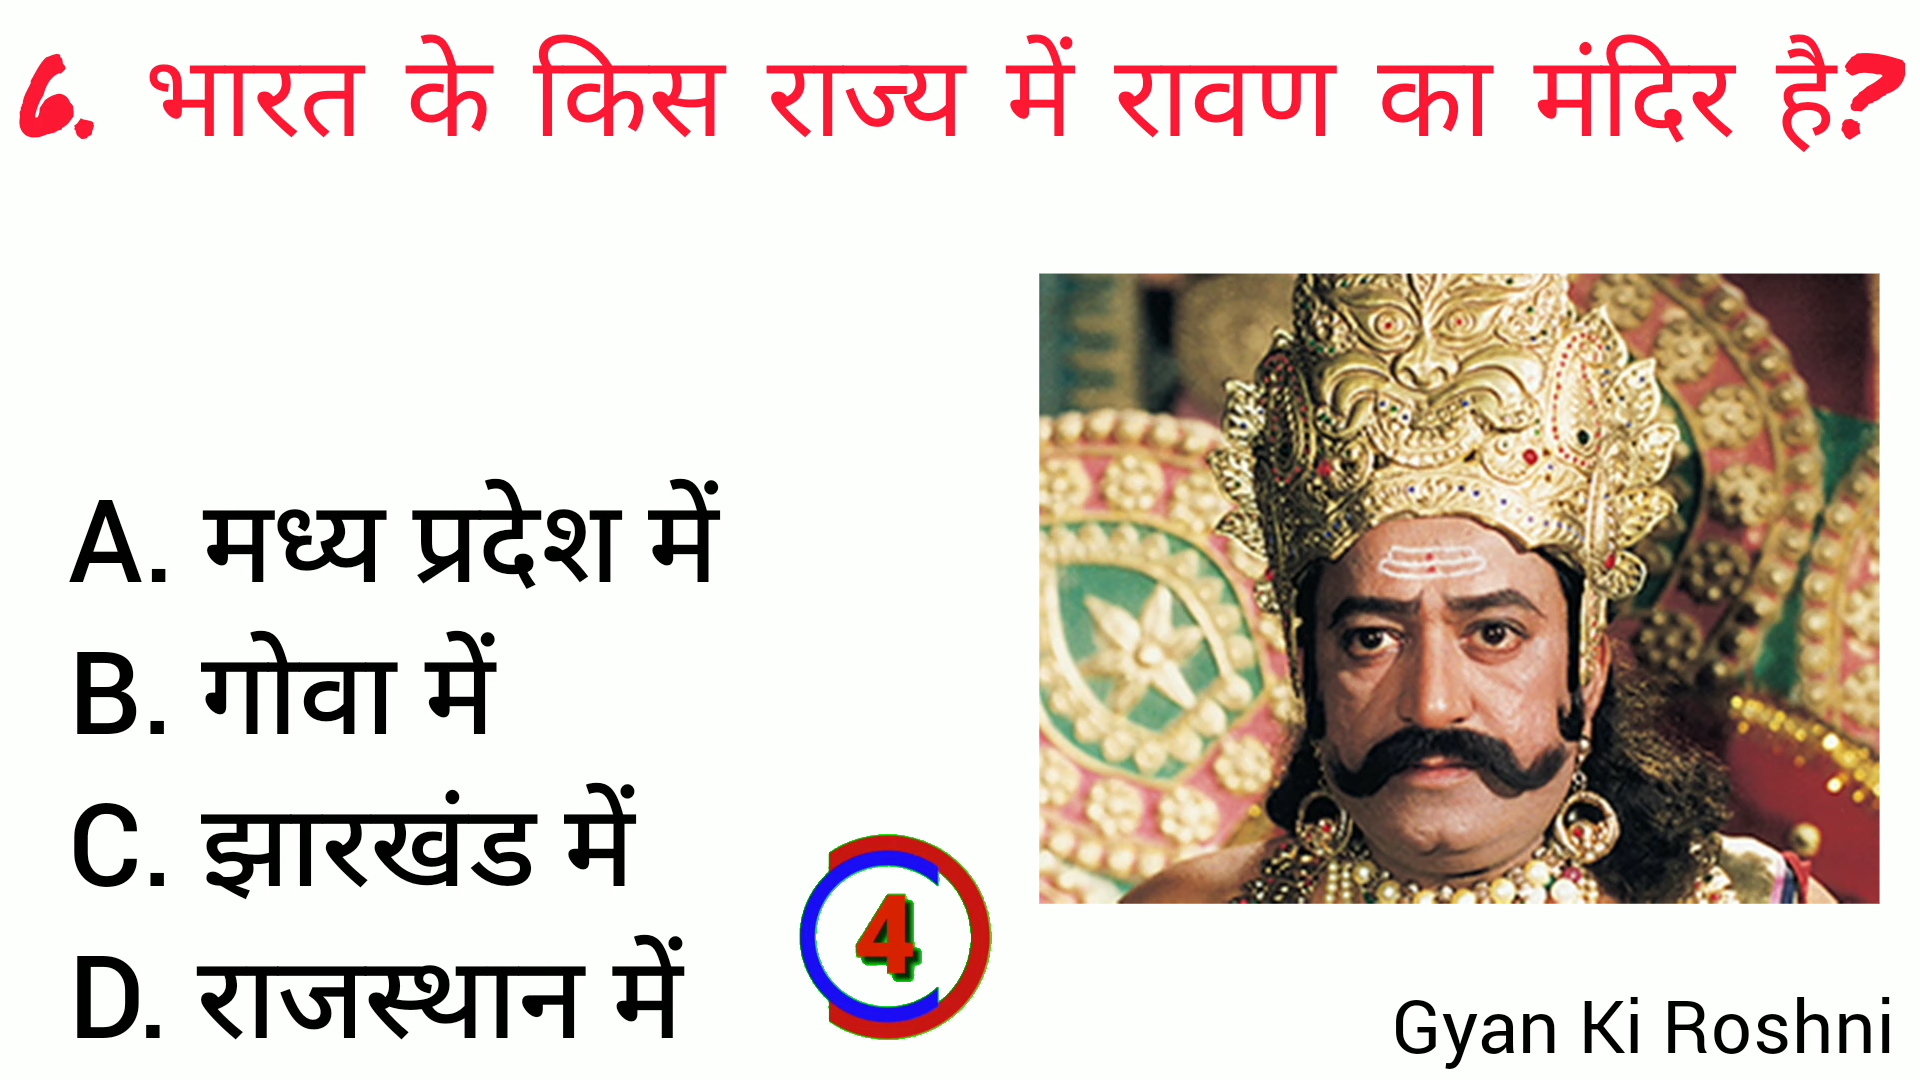 6. भारत के किस राज्य में रावण का मंदिर है?
A. मध्य प्रदेश में
B. गोवा में
C. झारखंड में
D. राजस्थान में
4
Gyan Ki Roshni